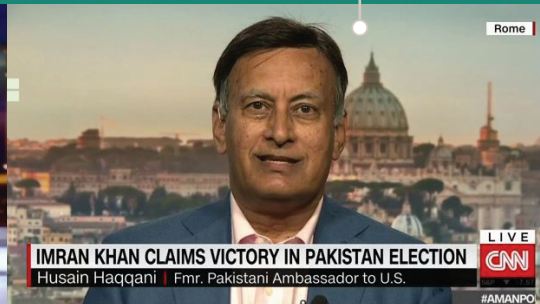 Rome
IMRAN KHAN CLAIMS VICTORY IN PAKISTAN ELECTION
Husain Haqqani | Fmr. Pakistani Ambassador to U.S.
LIVE
CNN
#AMANPO